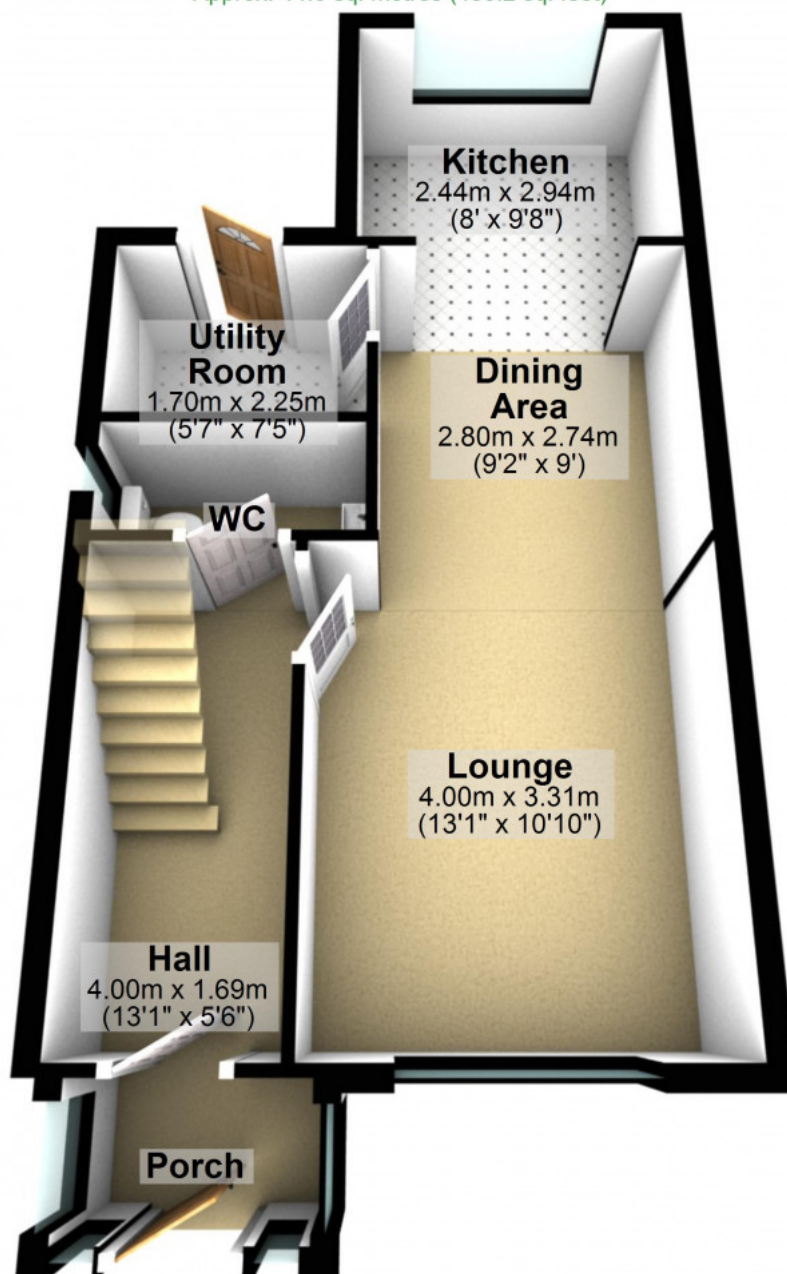 Kitchen
2.44m x 2.94m
(8' x 9'8")
Utility
Room
1.70m x 2.25m
(5'7" x 7'5")
Dining
Area
2.80m x 2.74m
(9'2" x 9')
WC
Lounge
4.00m x 3.31m
(13'1" x 10'10")
Hall
4.00m x 1.69m
(13'1" x 5'6")
Porch